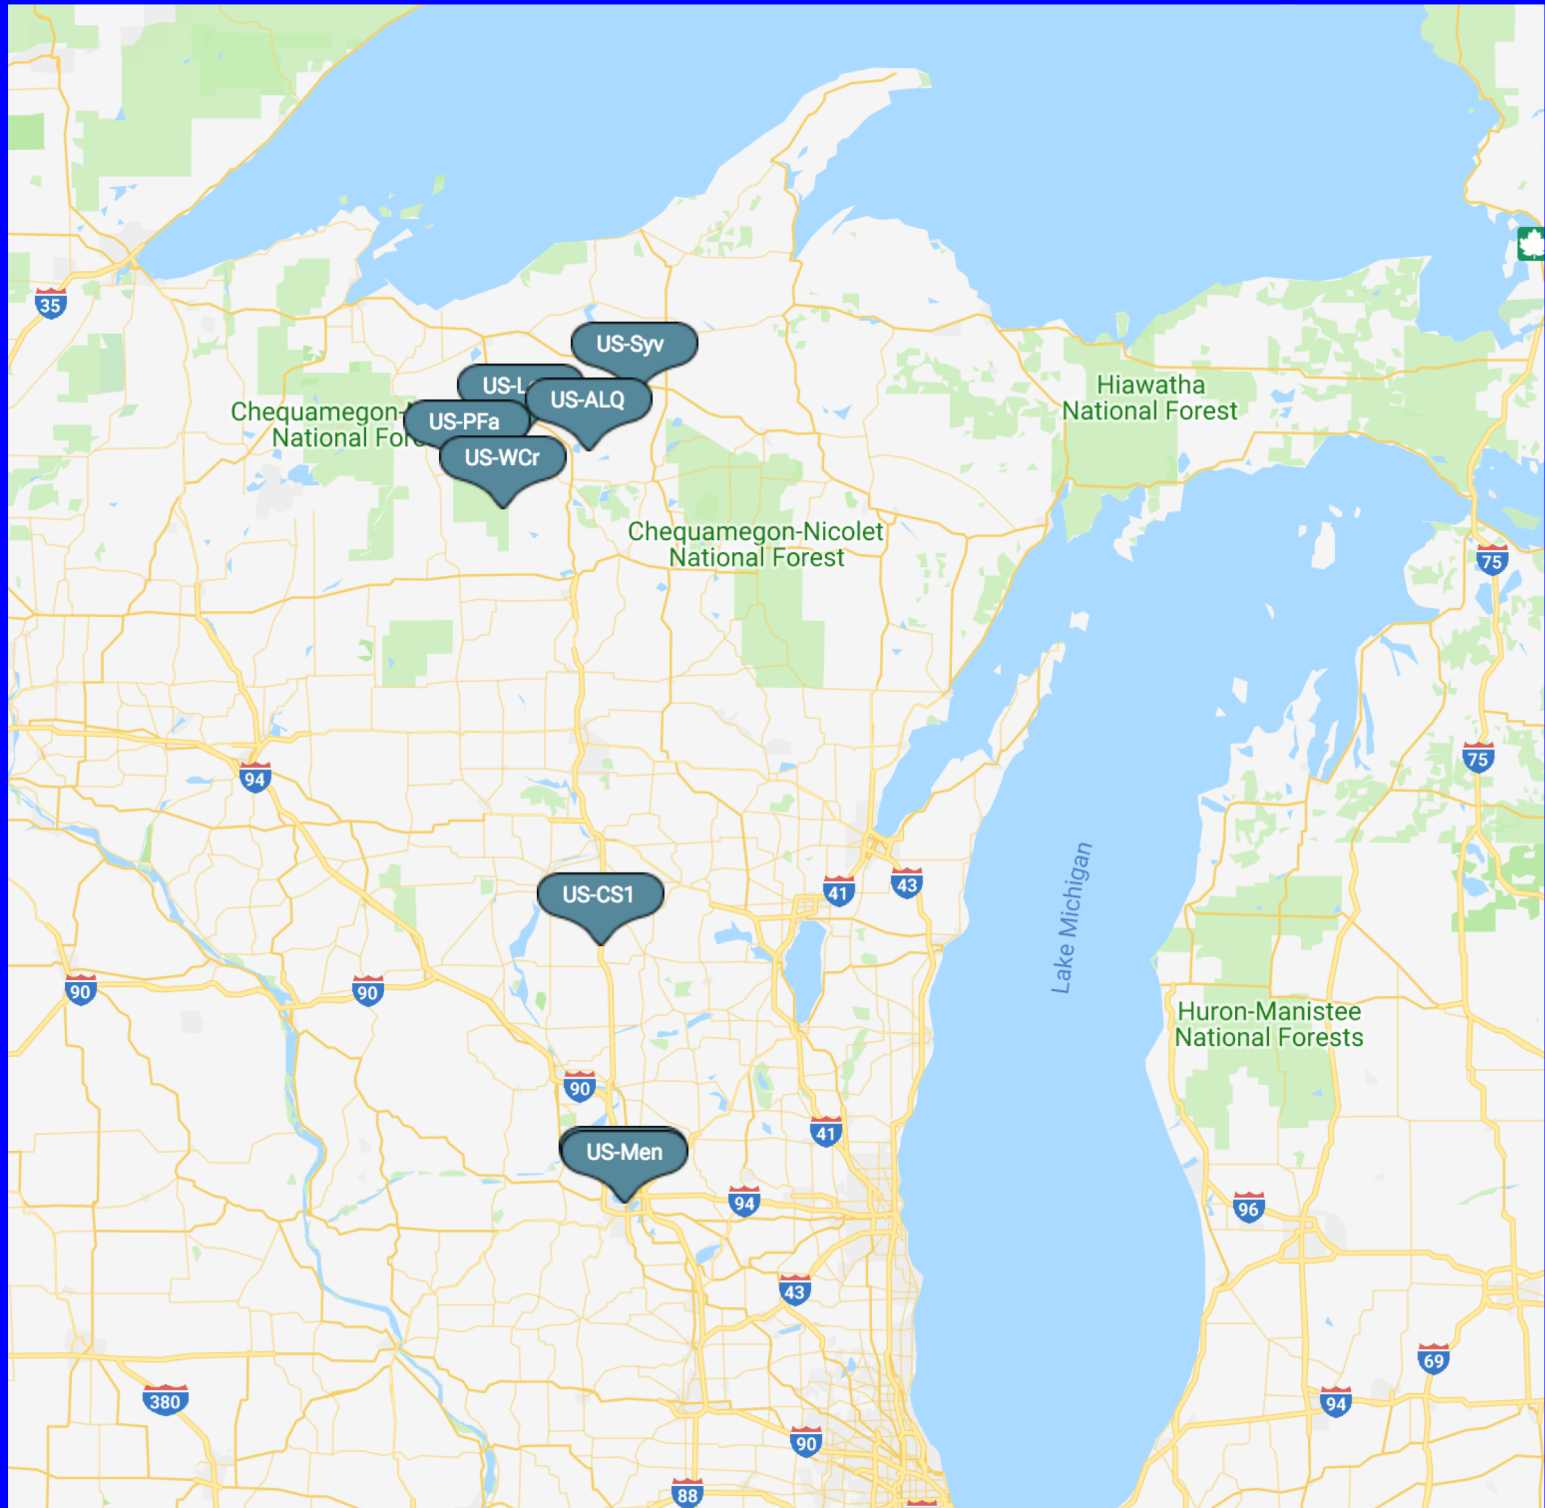 35
US-Syv
US-L
US-ALQ
US-PFa
US-WCr
Chequamegon-
National
Hiawatha
National Forest
Chequamegon-Nicolet
National Forest
75
94
75
US-CS1
41
43
Lake Michigan
90
90
Huron-Manistee
National Forests
90
41
US-Men
94
96
43
69
380
94
90
88